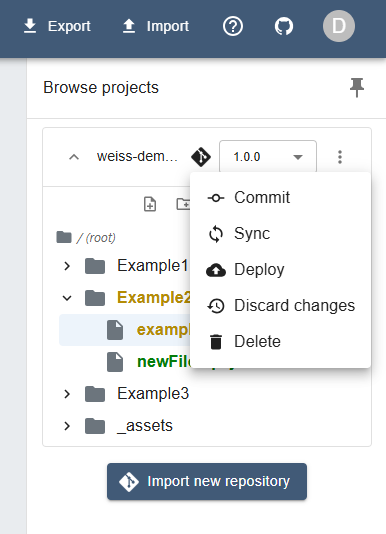 Export Import D
Browse projects
weiss-dem... 1.0.0
Commit
/ (root)
Sync
Example1
Deploy
Example2
Discard changes
Delete
Example3
_assets
Import new repository